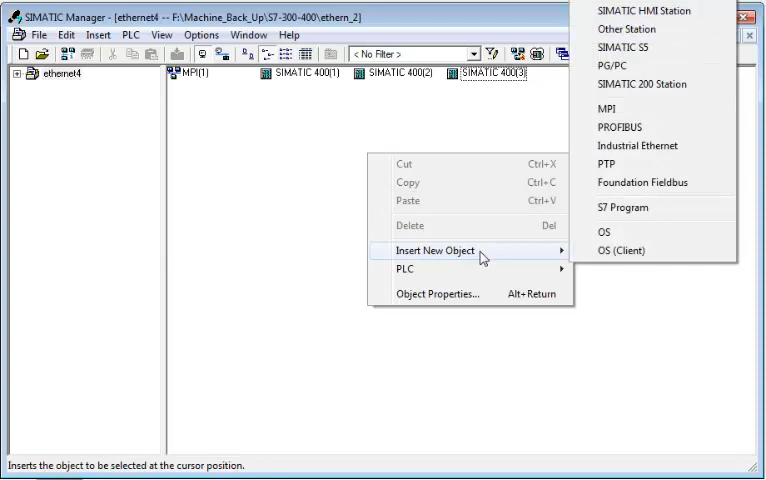 SIMATIC Manager - [ethernet4 -- F:\Machine_Back_Up\S7-300-400\ethern_2]
File Edit Insert PLC View Options Window Help
< No Filter >
ethernet4
MPI(1) SIMATIC 400(1) SIMATIC 400(2) SIMATIC 400(3)
Cut Ctrl+X
Copy Ctrl+C
Paste Ctrl+V
Delete Del
Insert New Object
PLC
Object Properties... Alt+Return
SIMATIC HMI Station
Other Station
SIMATIC S5
PG/PC
SIMATIC 200 Station
MPI
PROFIBUS
Industrial Ethernet
PTP
Foundation Fieldbus
S7 Program
OS
OS (Client)
Inserts the object to be selected at the cursor position.